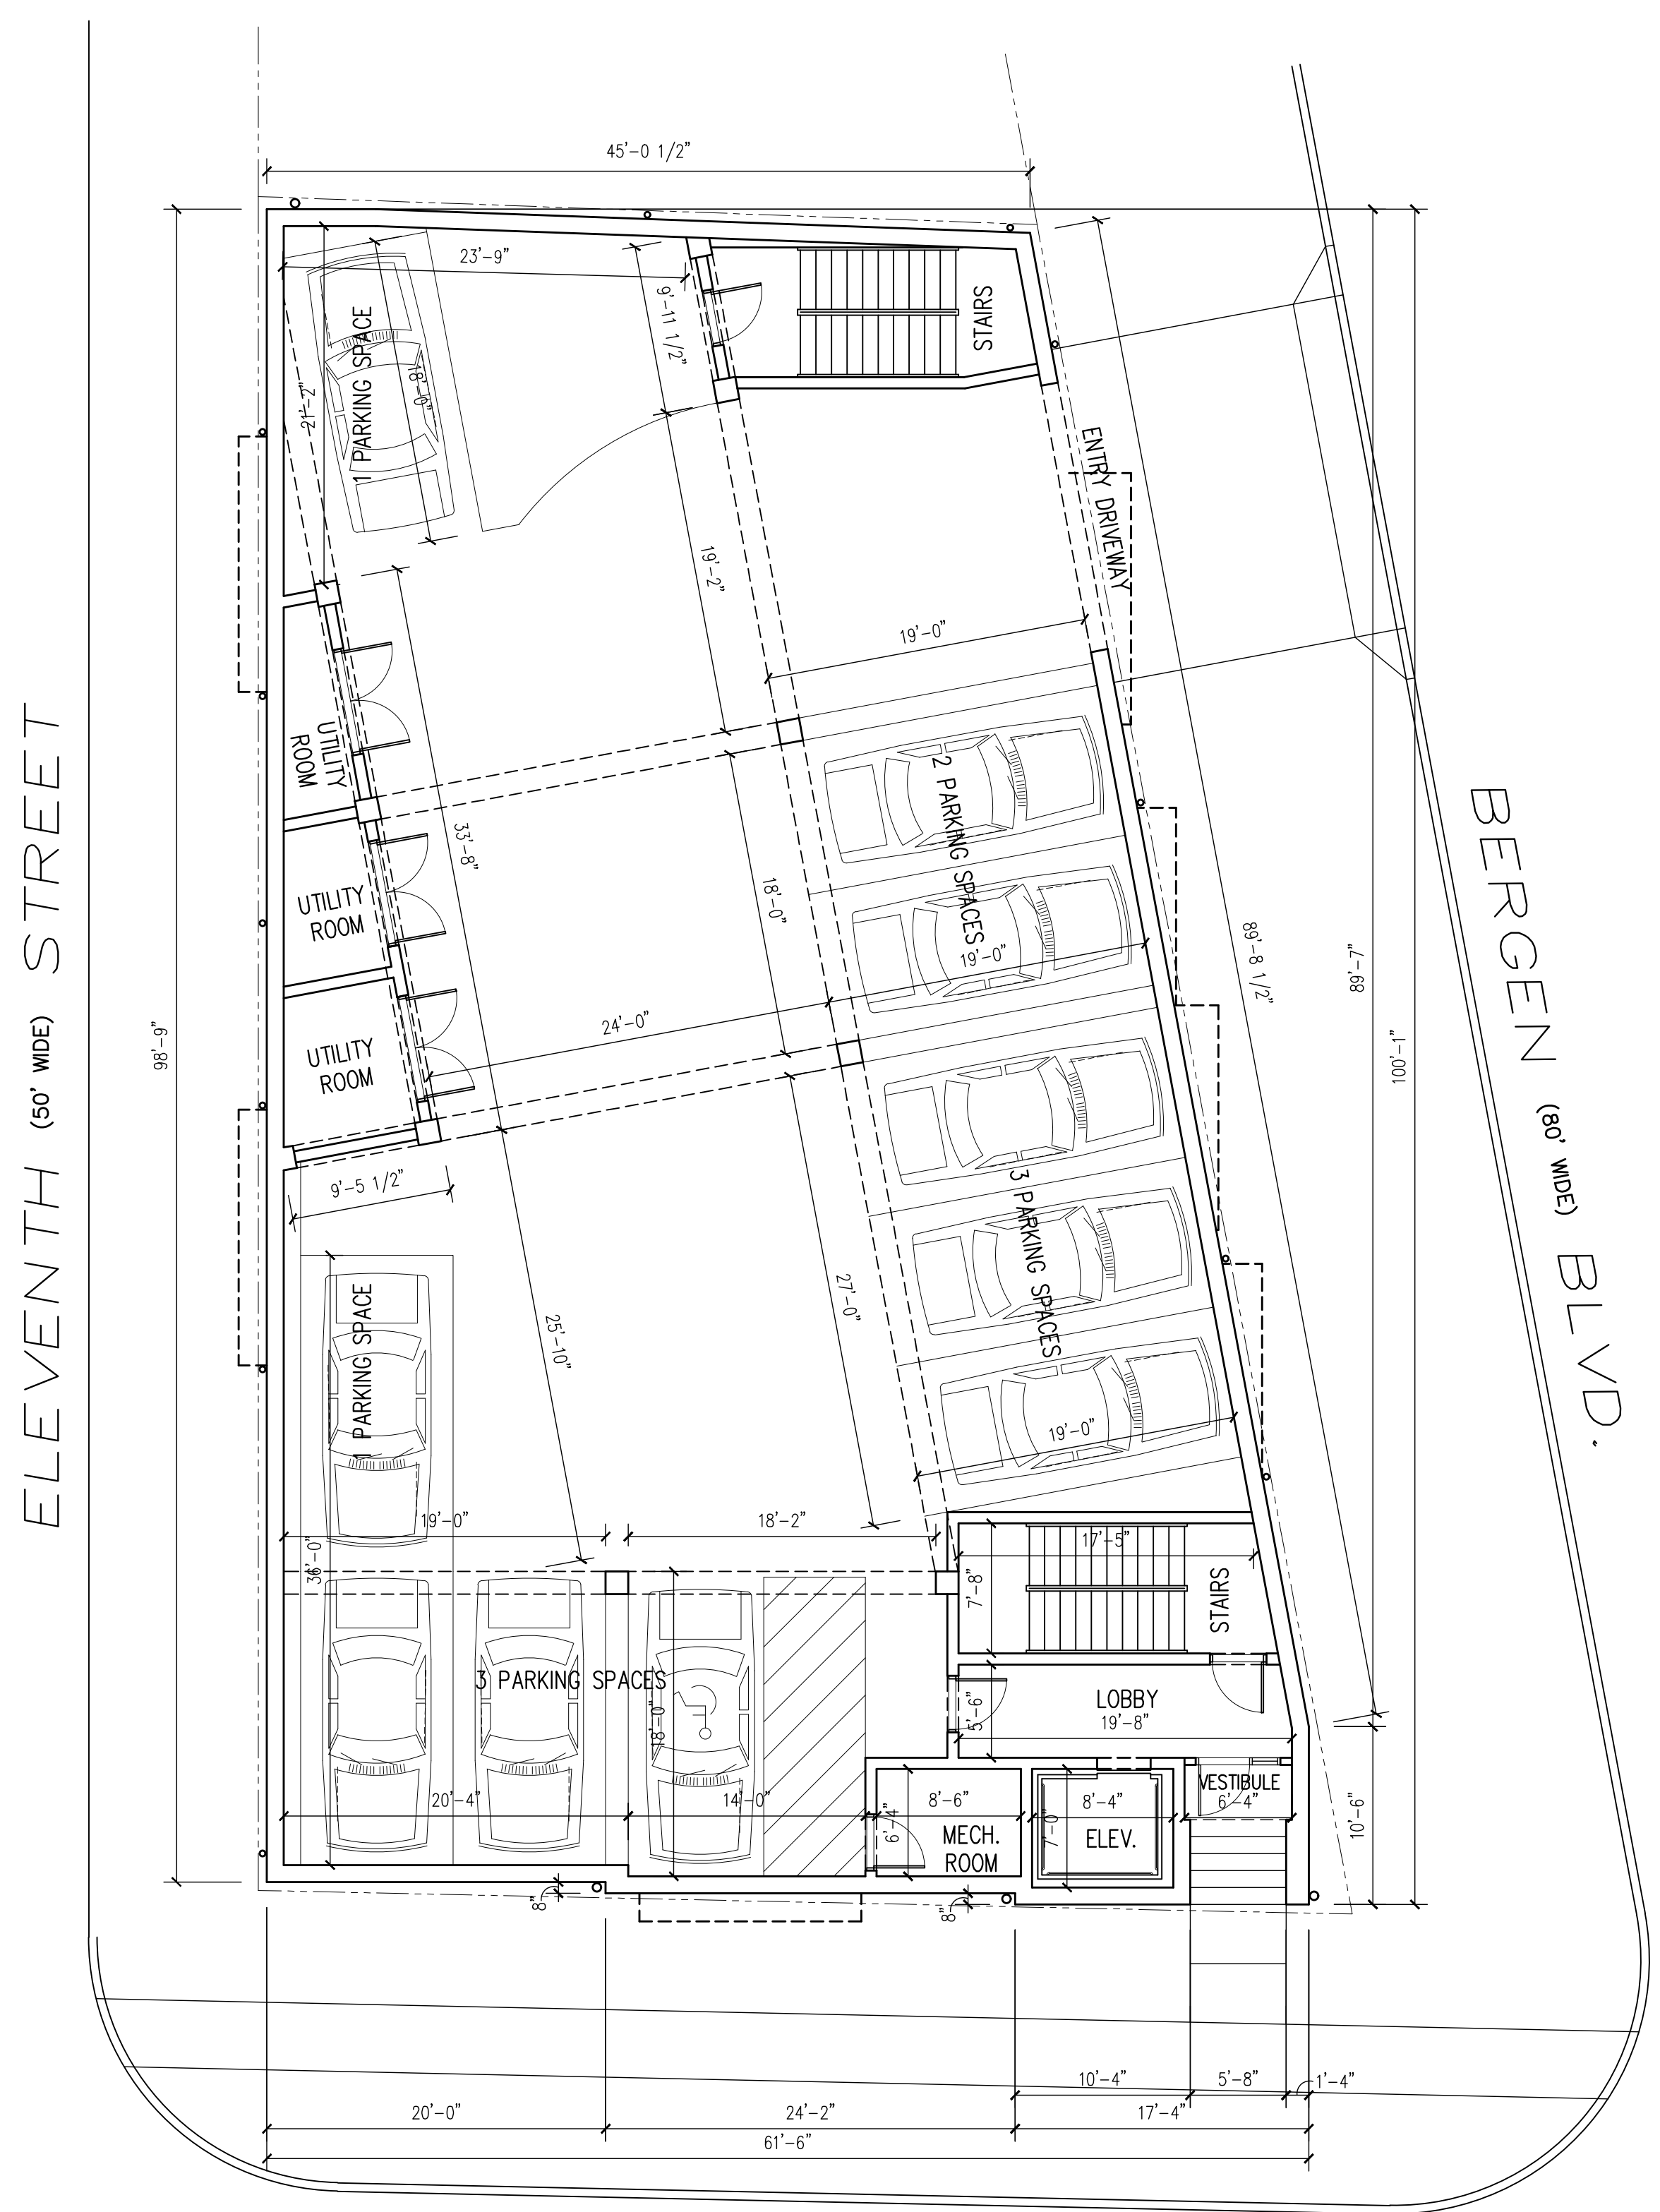 45'-0 1/2"
23'-9"
9'-11 1/2"
STAIRS
1 PARKING SPACE
18'-0"
21'-2"
ENTRY DRIVEWAY
19'-2"
19'-0"
UTILITY
ROOM
2 PARKING SPACES
33'-8"
18'-0"
UTILITY
ROOM
19'-0"
24'-0"
UTILITY
ROOM
98'-9"
89'-8 1/2"
89'-7"
100'-1"
ELEVENTH (50' WIDE) STREET
BERGEN (80' WIDE) BLVD.
9'-5 1/2"
3 PARKING SPACES
27'-0"
25'-10"
1 PARKING SPACE
19'-0"
36'-0"
19'-0"
18'-2"
17'-5"
7'-8"
STAIRS
3 PARKING SPACES
18'-0"
5'-6"
LOBBY
19'-8"
VESTIBULE
6'-4"
20'-4"
14'-0"
6'-4"
8'-6"
MECH.
ROOM
8'-4"
7'-0"
ELEV.
10'-6"
8"
8"
10'-4"
5'-8"
1'-4"
20'-0"
24'-2"
17'-4"
61'-6"